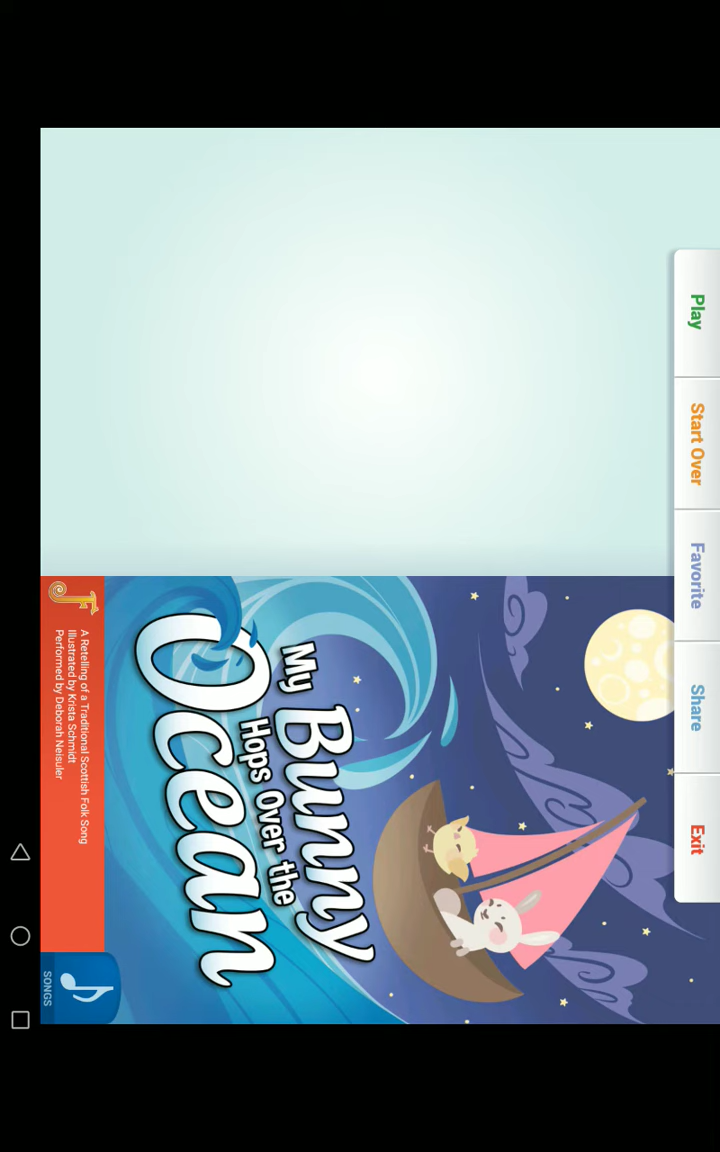 Play
Start Over
Favorite
Share
Exit
My Bunny
Hops Over the
Ocean
A Retelling of a Traditional Scottish Folk Song
Illustrated by Krista Schmidt
Performed by Deborah Neisuler
SONGS